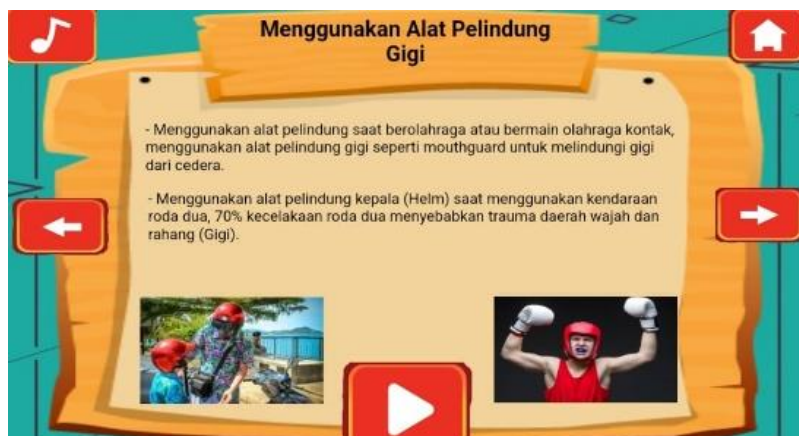 Menggunakan Alat Pelindung
Gigi
- Menggunakan alat pelindung saat berolahraga atau bermain olahraga kontak,
menggunakan alat pelindung gigi seperti mouthguard untuk melindungi gigi
dari cedera.
- Menggunakan alat pelindung kepala (Helm) saat menggunakan kendaraan
roda dua, 70% kecelakaan roda dua menyebabkan trauma daerah wajah dan
rahang (Gigi).